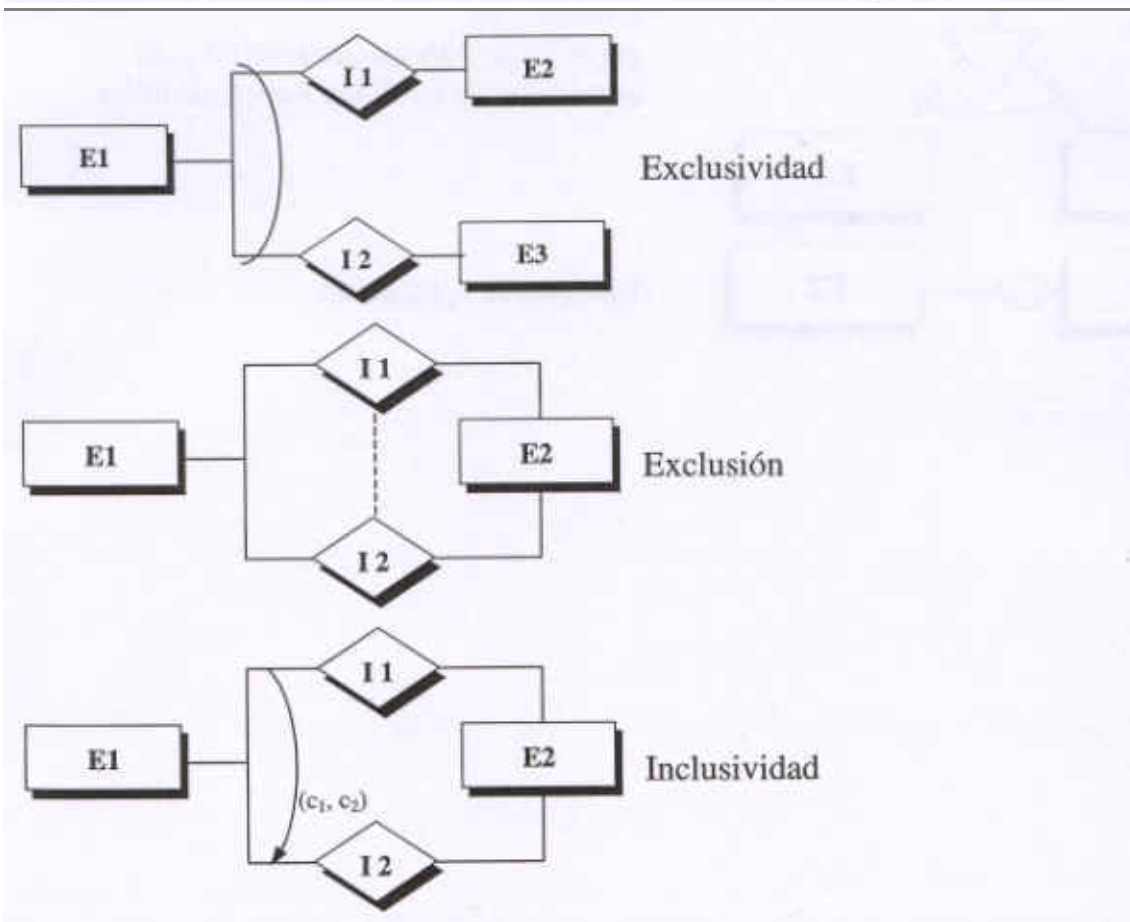 I 1
E2
E1
Exclusividad
I 2
E3
I 1
E1
E2
Exclusión
I 2
I 1
E1
E2
Inclusividad
(c₁, c₂)
I 2